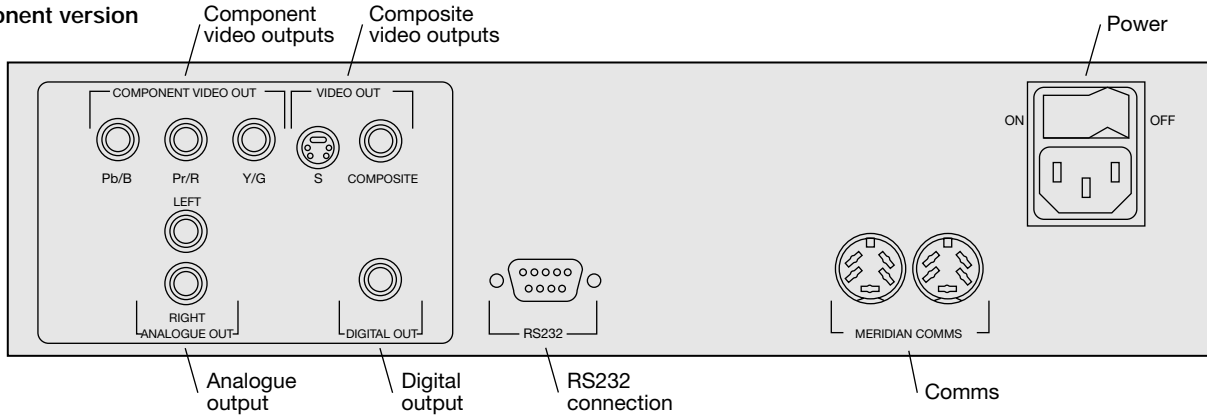 Component
video outputs
Composite
video outputs
Power
version
COMPONENT VIDEO OUT
VIDEO OUT
ON
OFF
Pb/B
Pr/R
Y/G
S
COMPOSITE
LEFT
RIGHT
ANALOGUE OUT
DIGITAL OUT
RS232
MERIDIAN COMMS
Analogue
output
Digital
output
RS232
connection
Comms